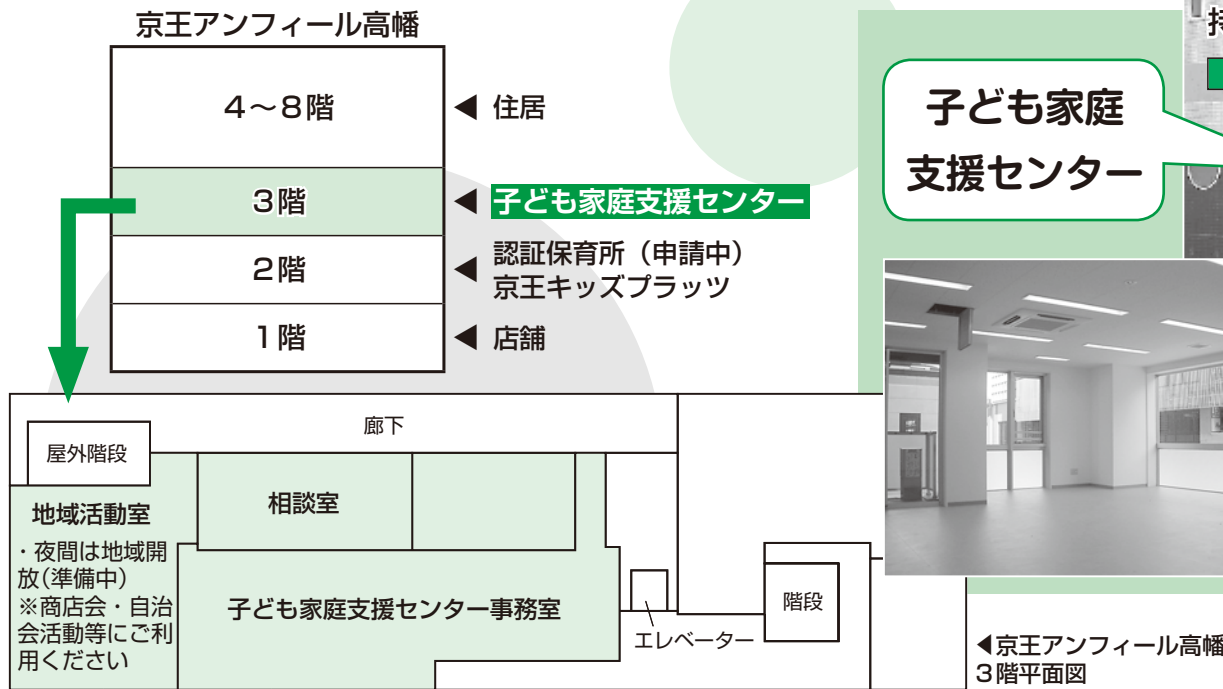 京王アンフィール高幡
4～8階
◀ 住居
3階
◀ 子ども家庭支援センター
2階
◀ 認証保育所（申請中）
京王キッズプラッツ
1階
◀ 店舗
子ども家庭
支援センター
廊下
屋外階段
地域活動室
・夜間は地域開
放（準備中）
※商店会・自治
会活動等にご利
用ください
相談室
子ども家庭支援センター事務室
エレベーター
階段
◀京王アンフィール高幡
3階平面図